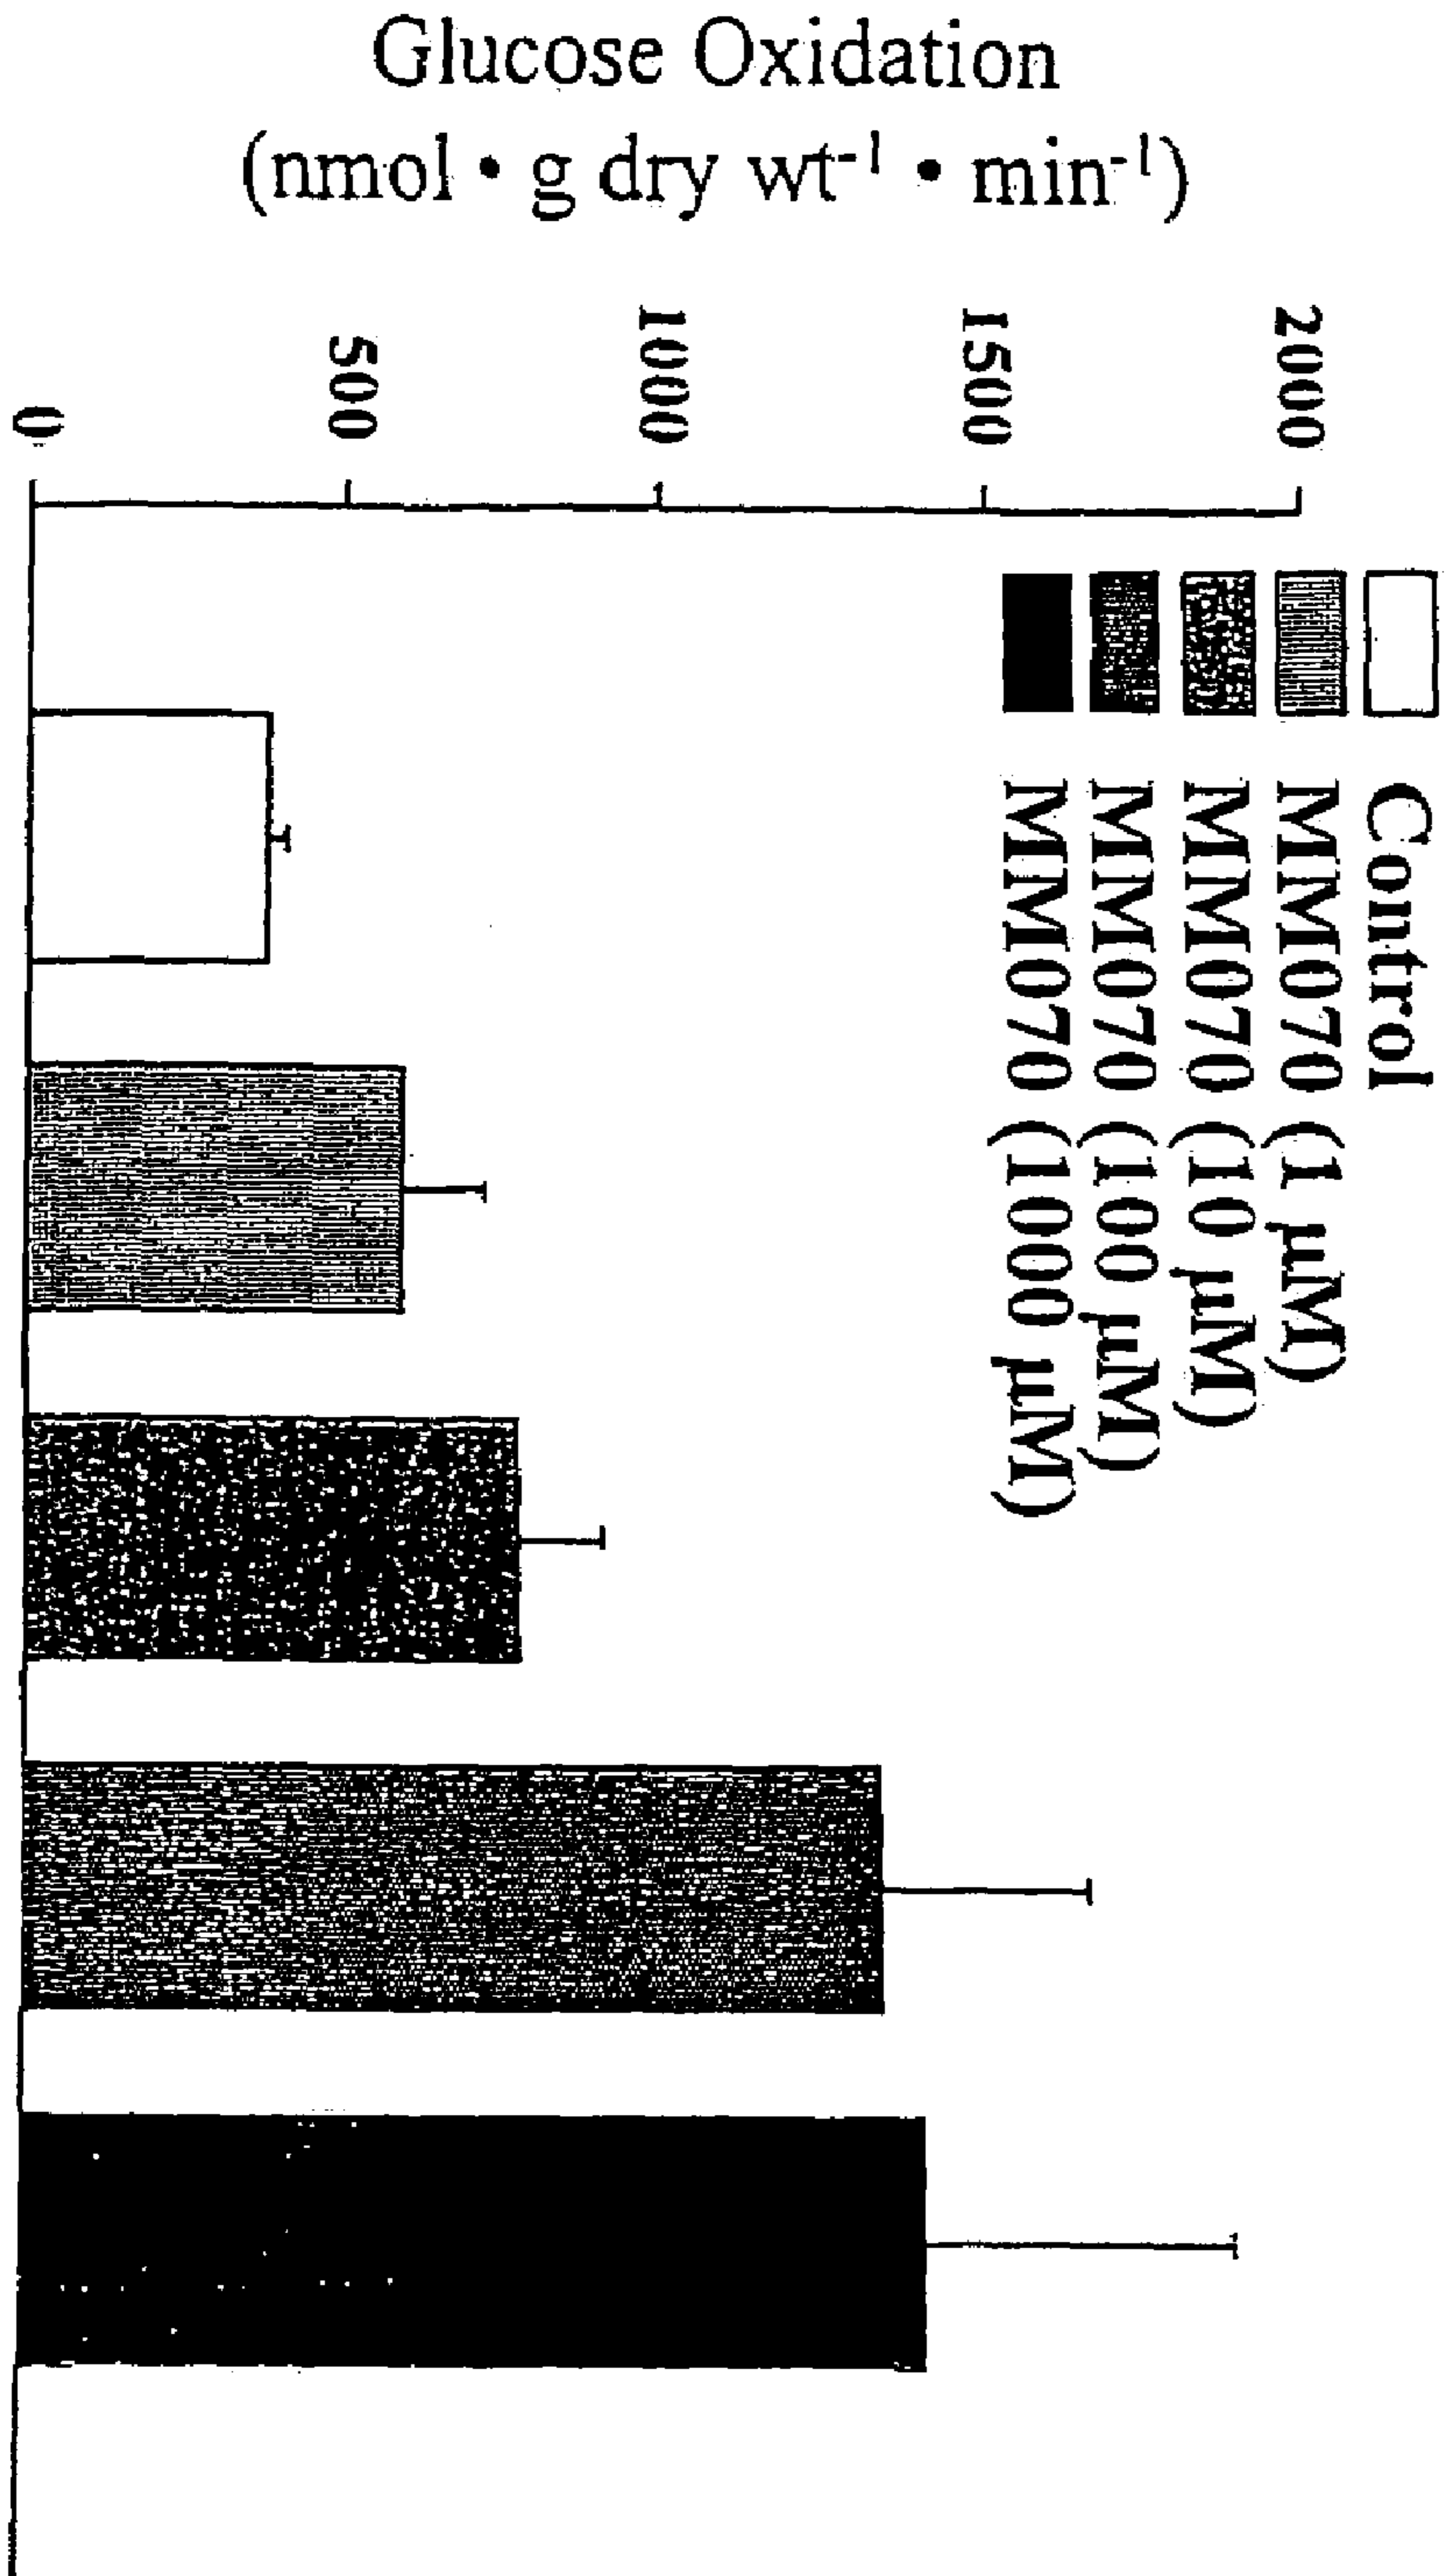 Glucose Oxidation
(nmol • g dry wt⁻¹ • min⁻¹)
2000
1500
1000
500
0
Control
MM070 (1 µM)
MM070 (10 µM)
MM070 (100 µM)
MM070 (1000 µM)